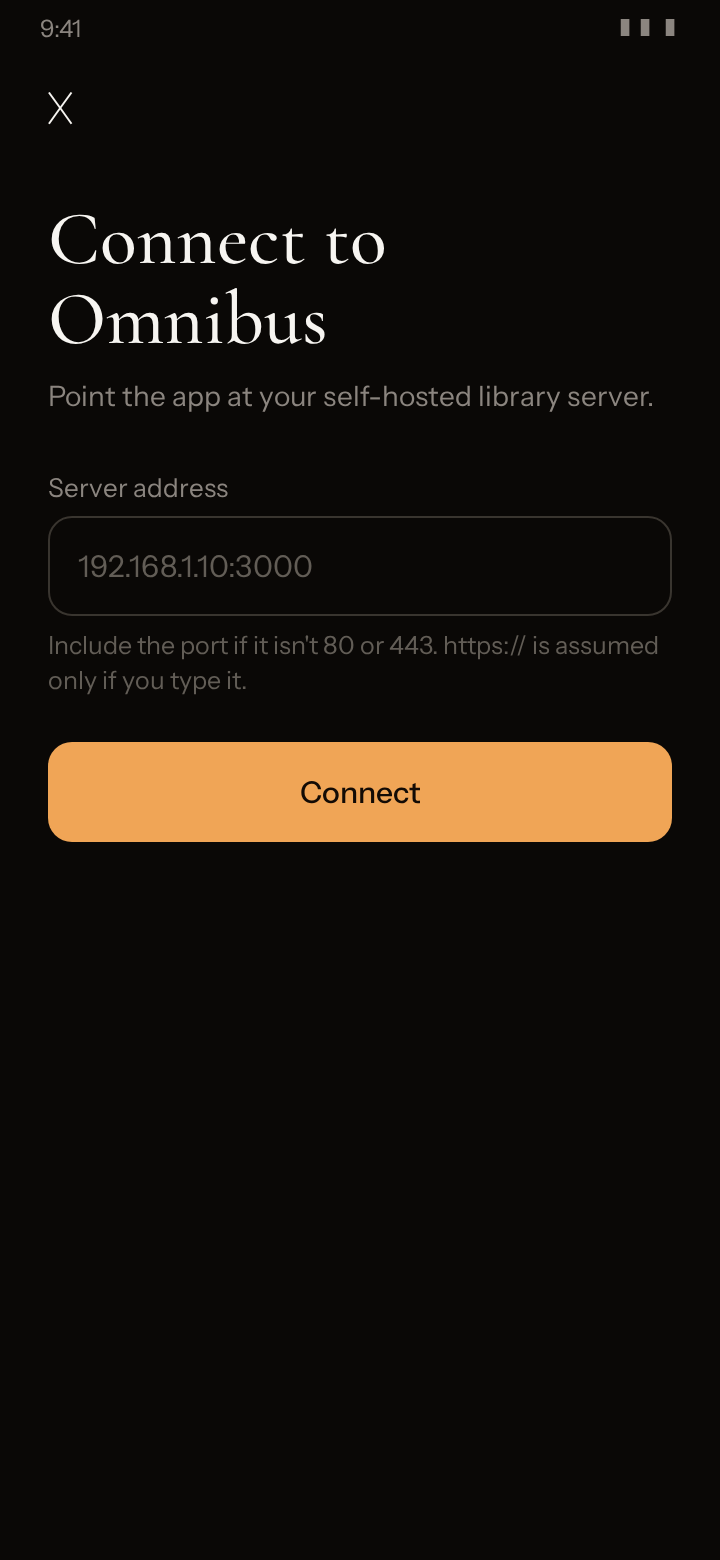 9:41
X
Connect to
Omnibus
Point the app at your self-hosted library server.
Server address
192.168.1.10:3000
Include the port if it isn't 80 or 443. https:// is assumed
only if you type it.
Connect